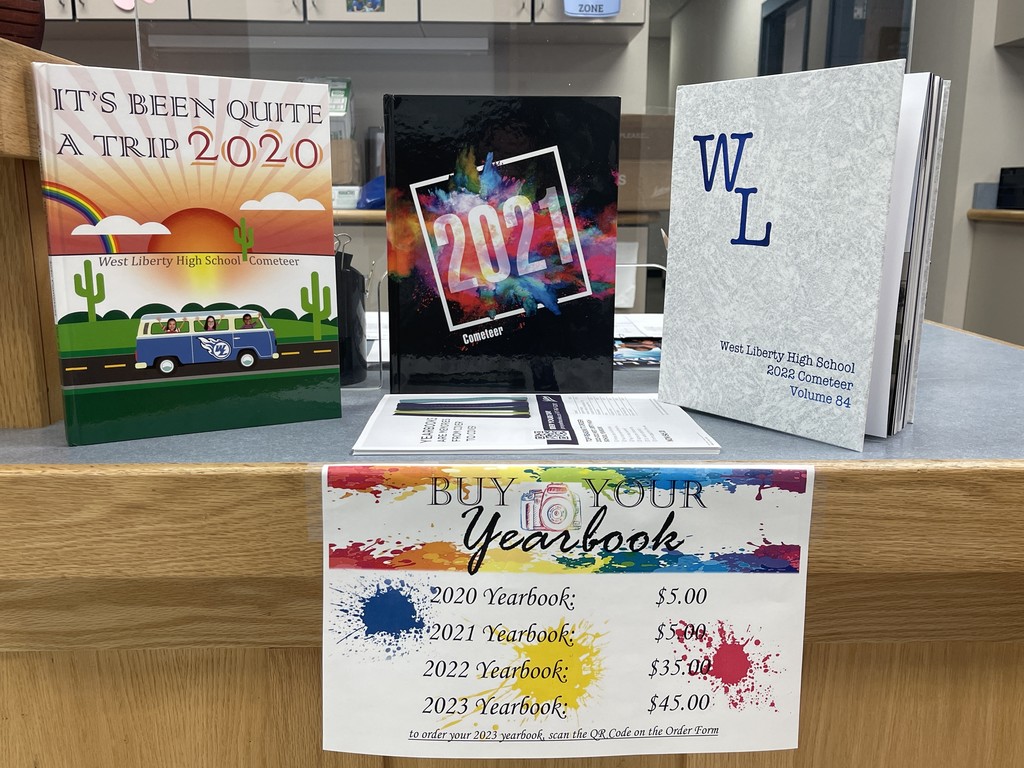 ZONE
IT'S BEEN QUITE
A TRIP 2020
West Liberty High School Cometeer
WL
2021
Cometeer
W
L
West Liberty High School
2022 Cometeer
Volume 84
YEARBOOKS
BUY YOUR
Yearbook
2020 Yearbook: $5.00
2021 Yearbook: $5.00
2022 Yearbook: $35.00
2023 Yearbook: $45.00
to order your 2023 yearbook, scan the QR Code on the Order Form